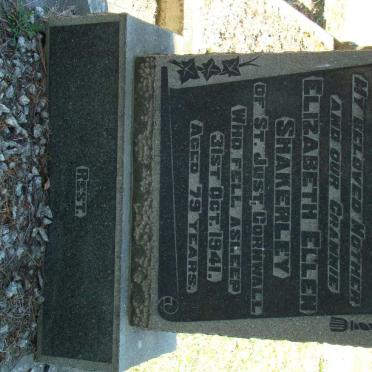 MY BELOVED MOTHER
AND OUR GRANNIE
ELIZABETH ELLEN
SHAKERLEY
OF ST. JUST, CORNWALL
WHO FELL ASLEEP
31ST OCT. 1941.
AGED 79 YEARS.
REST.